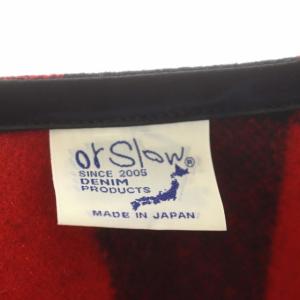 orSlow®
SINCE 2005
DENIM
PRODUCTS
MADE IN JAPAN